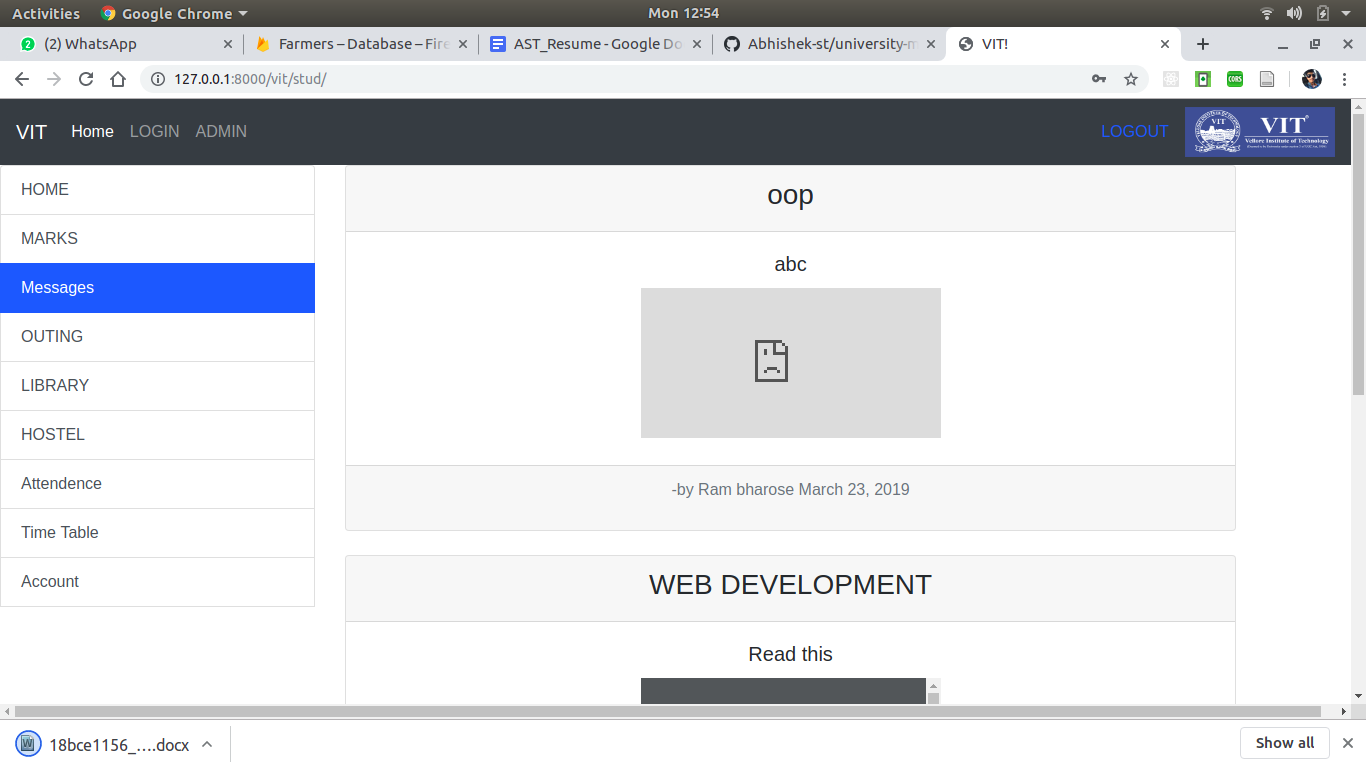 Activities Google Chrome Mon 12:54
(2) WhatsApp Farmers – Database – Fire AST_Resume - Google Do Abhishek-st/university-m VIT!
127.0.0.1:8000/vit/stud/ CORS
VIT Home LOGIN ADMIN LOGOUT VIT VIT Vellore Institute of Technology
HOME
MARKS
Messages
OUTING
LIBRARY
HOSTEL
Attendence
Time Table
Account
oop
abc
-by Ram bharose March 23, 2019
WEB DEVELOPMENT
Read this
18bce1156_....docx Show all